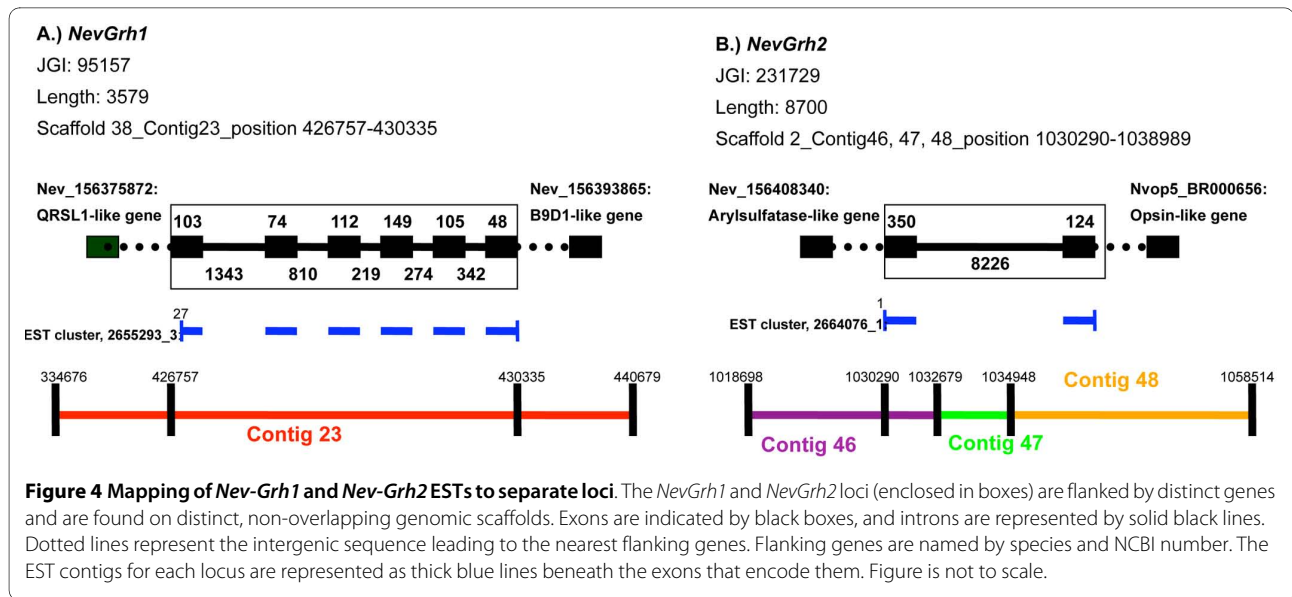 A.) NevGrh1
JGI: 95157
Length: 3579
Scaffold 38_Contig23_position 426757-430335
Nev_156375872:
QRSL1-like gene
Nev_156393865:
B9D1-like gene
103 74 112 149 105 48
1343 810 219 274 342
27
EST cluster, 2655293_3:
334676 426757 430335 440679
Contig 23
B.) NevGrh2
JGI: 231729
Length: 8700
Scaffold 2_Contig46, 47, 48_position 1030290-1038989
Nev_156408340:
Arylsulfatase-like gene
Nvop5_BR000656:
Opsin-like gene
350 124
8226
1
EST cluster, 2664076_1
1018698 1030290 1032679 1034948 1058514
Contig 46
Contig 47
Contig 48
Figure 4 Mapping of Nev-Grh1 and Nev-Grh2 ESTs to separate loci. The NevGrh1 and NevGrh2 loci (enclosed in boxes) are flanked by distinct genes
and are found on distinct, non-overlapping genomic scaffolds. Exons are indicated by black boxes, and introns are represented by solid black lines.
Dotted lines represent the intergenic sequence leading to the nearest flanking genes. Flanking genes are named by species and NCBI number. The
EST contigs for each locus are represented as thick blue lines beneath the exons that encode them. Figure is not to scale.